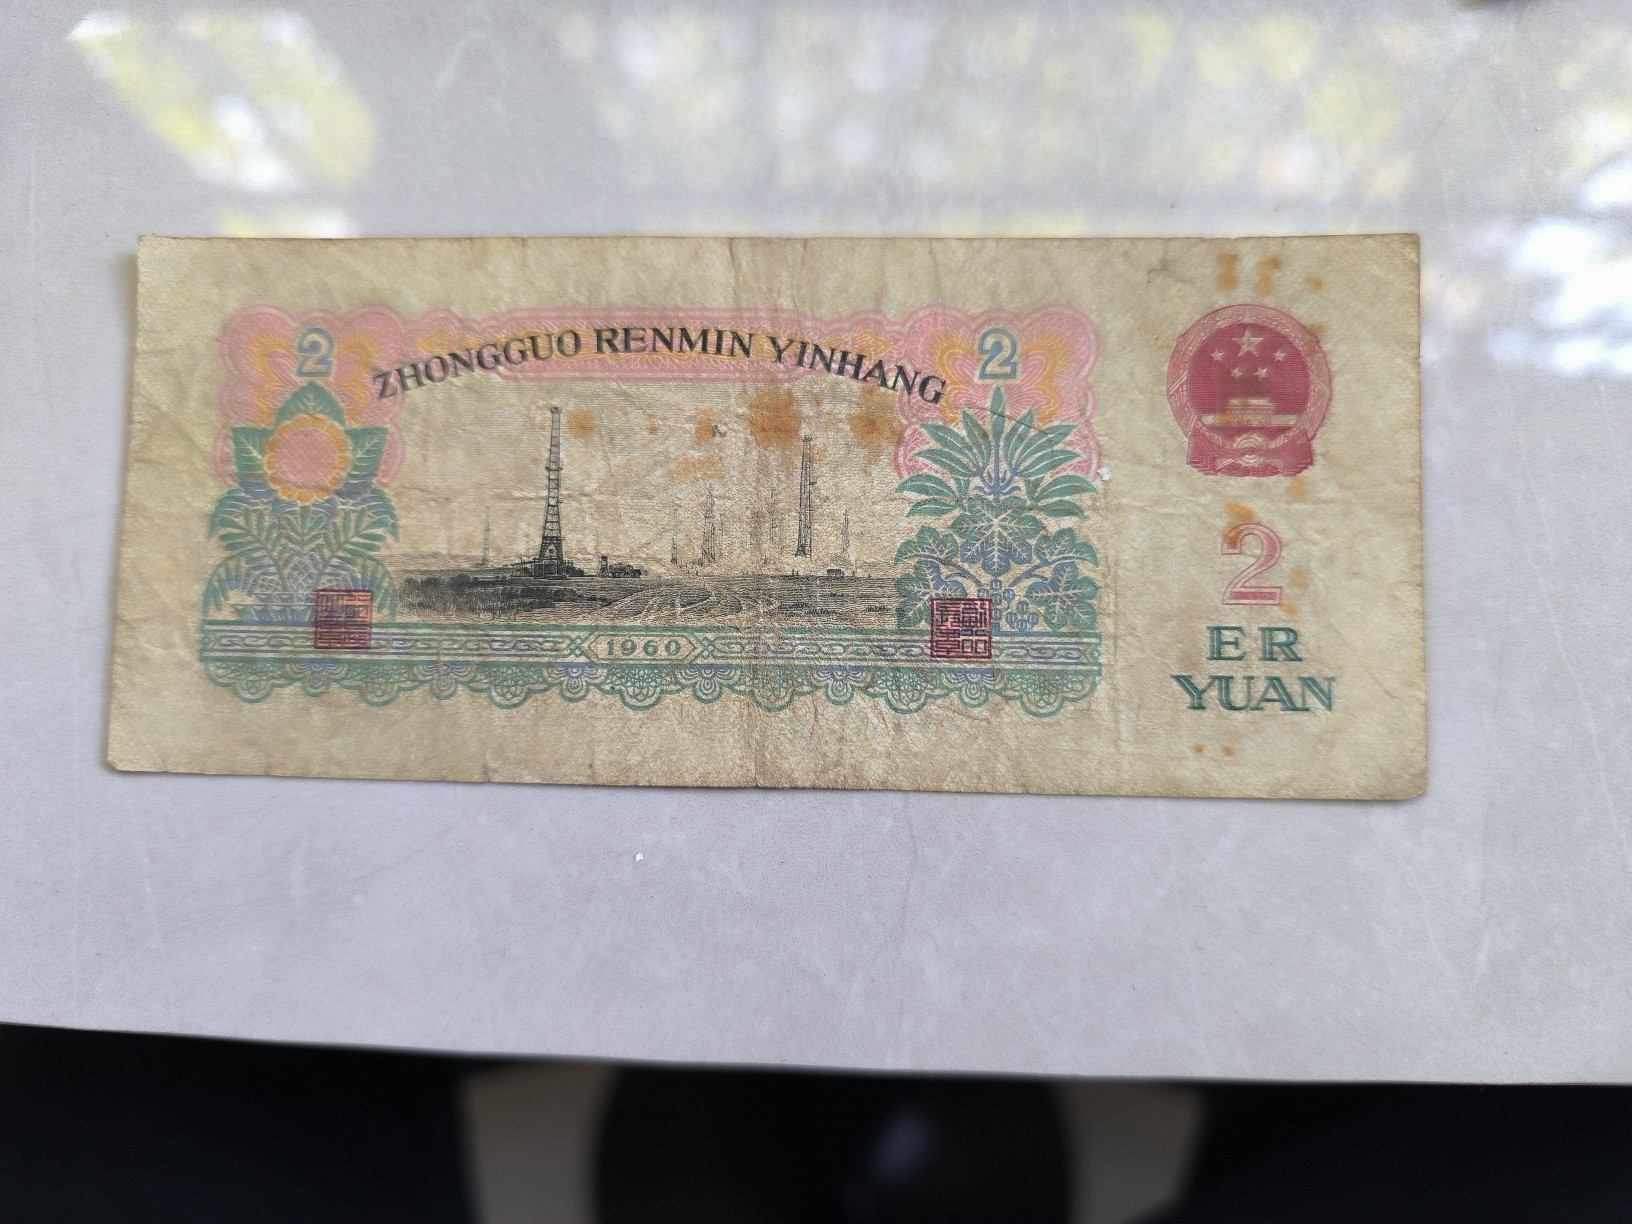 2
2
ZHONGGUO RENMIN YINHANG
2
ER
YUAN
1960